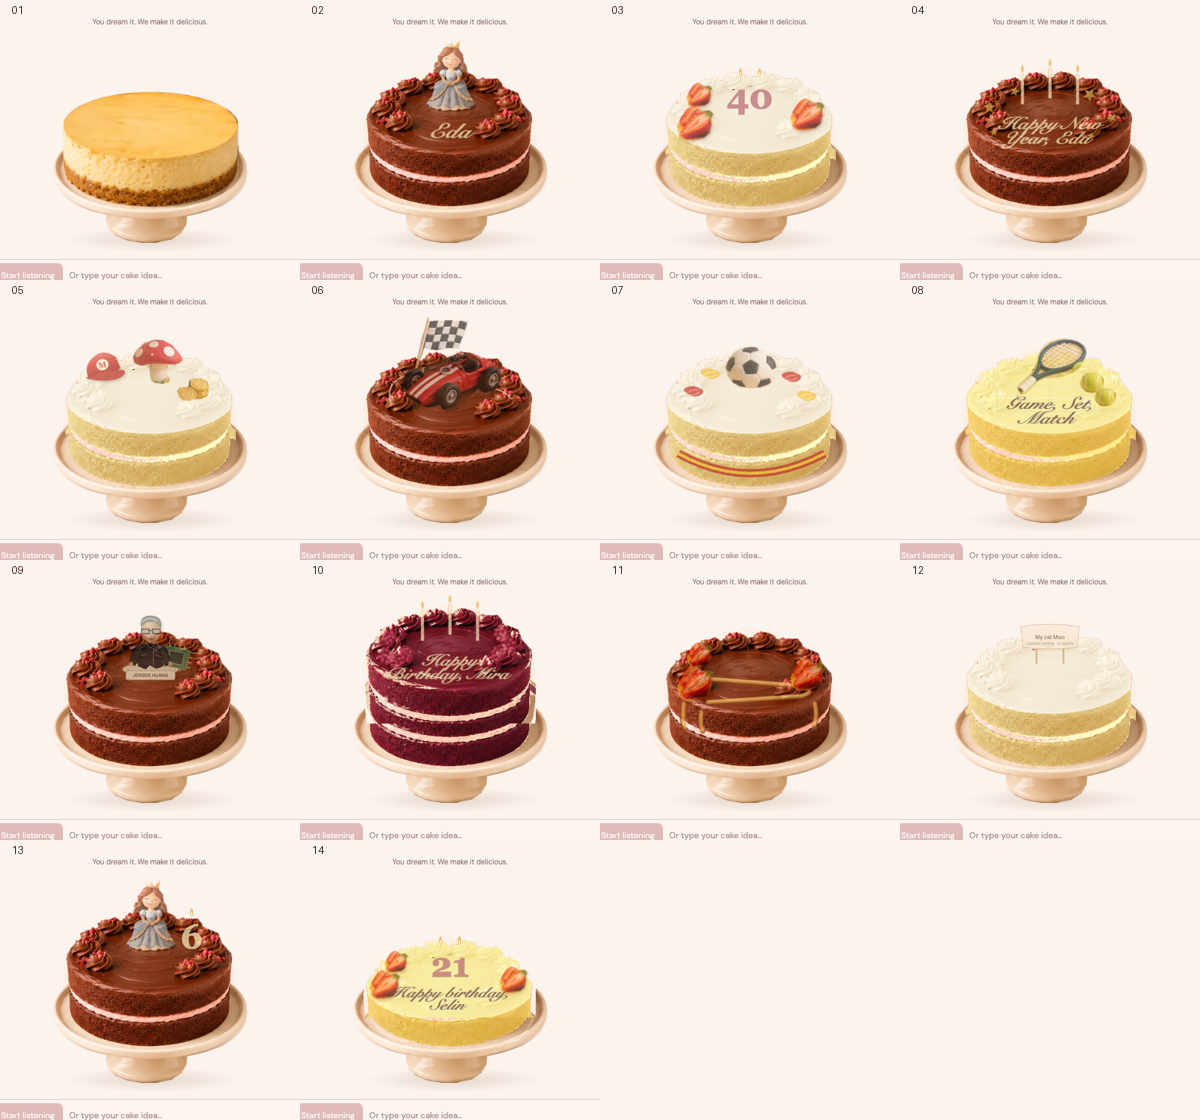 01
You dream it. We make it delicious.
Start listening
Or type your cake idea...
02
You dream it. We make it delicious.
Eda
Start listening
Or type your cake idea...
03
You dream it. We make it delicious.
40
Start listening
Or type your cake idea...
04
You dream it. We make it delicious.
Happy New
Year, Eda
Start listening
Or type your cake idea...
05
You dream it. We make it delicious.
M
Start listening
Or type your cake idea...
06
You dream it. We make it delicious.
Start listening
Or type your cake idea...
07
You dream it. We make it delicious.
Start listening
Or type your cake idea...
08
You dream it. We make it delicious.
Game, Set,
Match
Start listening
Or type your cake idea...
09
You dream it. We make it delicious.
JENSEN HUANG
Start listening
Or type your cake idea...
10
You dream it. We make it delicious.
Happy
Birthday, Mira
Start listening
Or type your cake idea...
11
You dream it. We make it delicious.
Start listening
Or type your cake idea...
12
You dream it. We make it delicious.
My cat Miso
Start listening
Or type your cake idea...
13
You dream it. We make it delicious.
6
Start listening
Or type your cake idea...
14
You dream it. We make it delicious.
21
Happy birthday,
Selin
Start listening
Or type your cake idea...